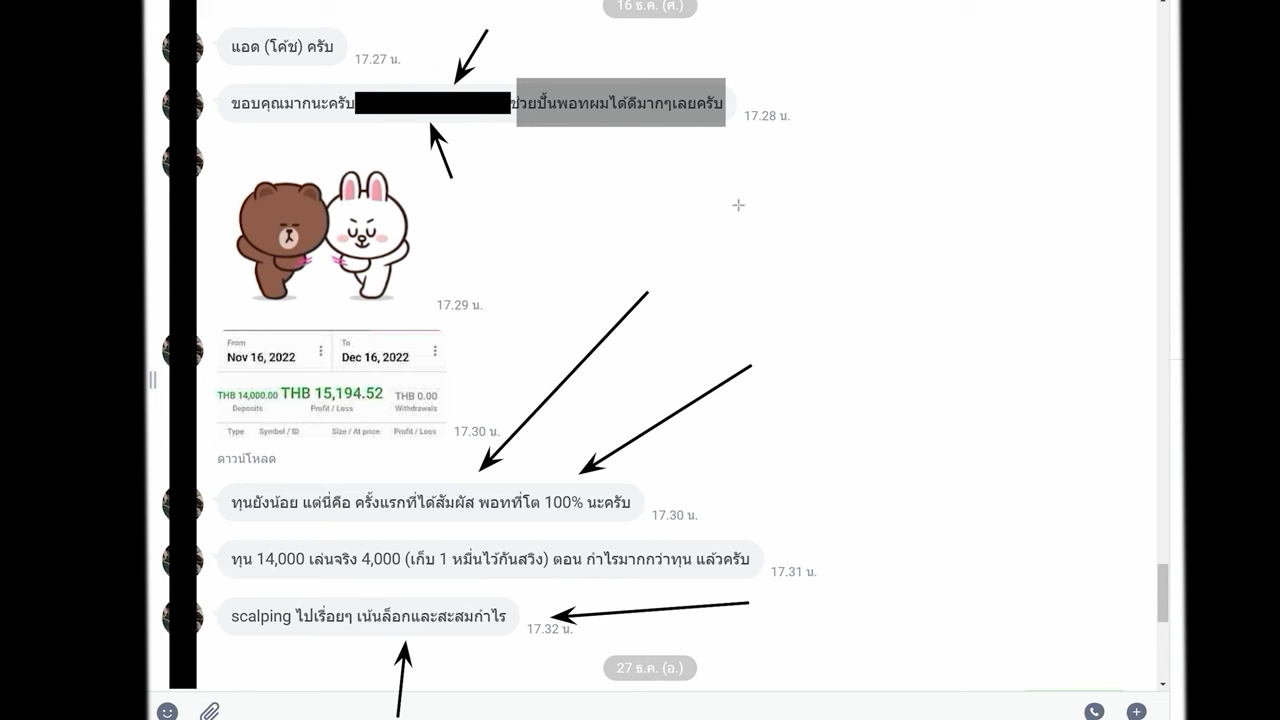 16 ธ.ค. (ศ.)
แอด (โค้ช) ครับ
17.27 น.
ขอบคุณมากนะครับ ช่วยปั้นพอทผมได้ดีมากๆเลยครับ
17.28 น.
17.29 น.
From To
Nov 16, 2022 Dec 16, 2022
THB 14,000.00 THB 15,194.52 THB 0.00
Deposits Profit / Loss Withdrawals
Type Symbol / ID Size / At price Profit / Loss
17.30 น.
ดาวน์โหลด
ทุนยังน้อย แต่นี่คือ ครั้งแรกที่ได้สัมผัส พอทที่โต 100% นะครับ
17.30 น.
ทุน 14,000 เล่นจริง 4,000 (เก็บ 1 หมื่นไว้กันสวิง) ตอน กำไรมากกว่าทุน แล้วครับ
17.31 น.
scalping ไปเรื่อยๆ เน้นล็อกและสะสมกำไร
17.32 น.
27 ธ.ค. (อ.)